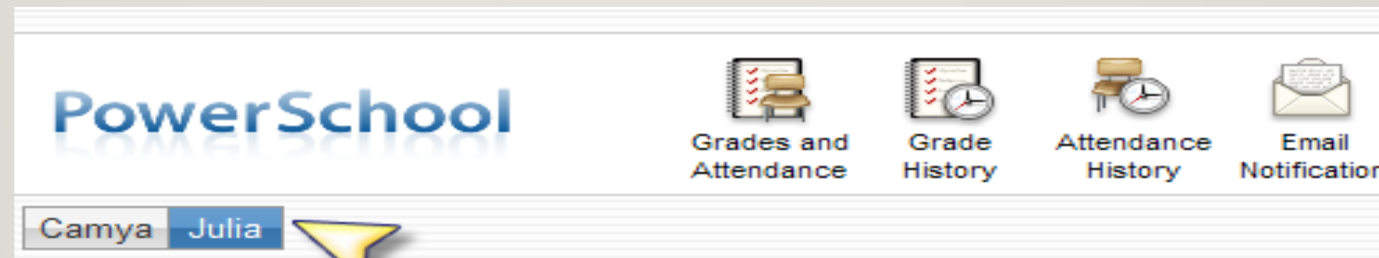 PowerSchool
Grades and
Attendance
Grade
History
Attendance
History
Email
Notification
Camya Julia